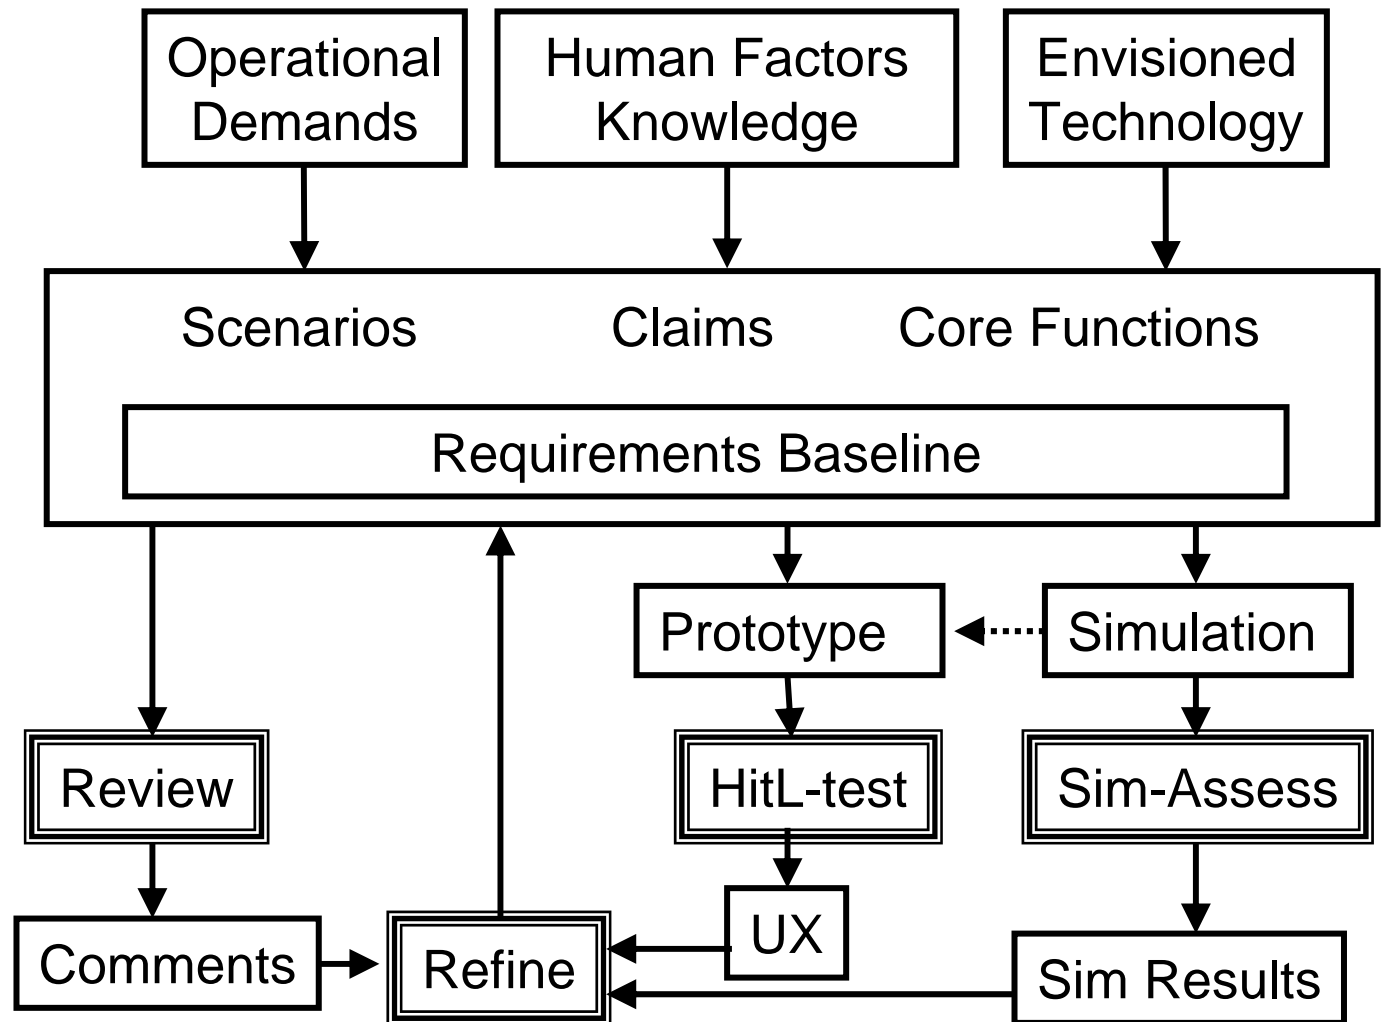 Operational
Demands
Human Factors
Knowledge
Envisioned
Technology
Scenarios
Claims
Core Functions
Requirements Baseline
Prototype
Simulation
Review
HitL-test
Sim-Assess
Comments
Refine
UX
Sim Results